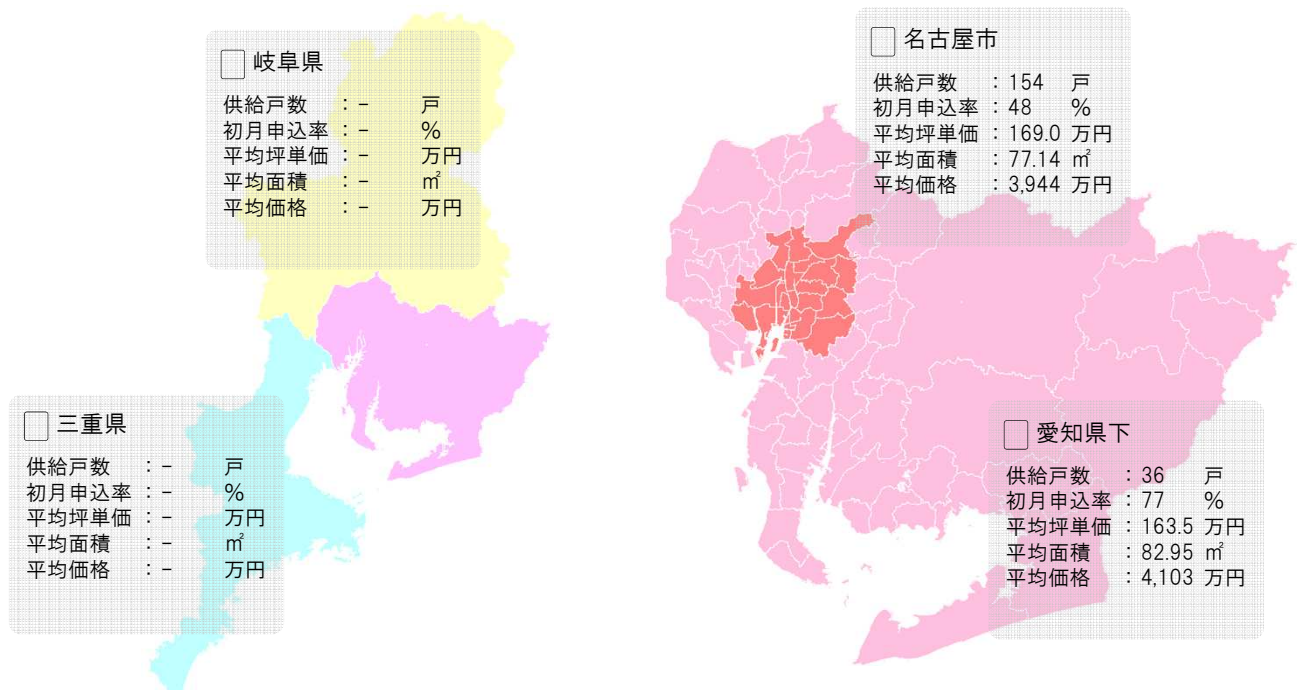 岐阜県
供給戸数 : - 戸
初月申込率 : - %
平均坪単価 : - 万円
平均面積 : - ㎡
平均価格 : - 万円
三重県
供給戸数 : - 戸
初月申込率 : - %
平均坪単価 : - 万円
平均面積 : - ㎡
平均価格 : - 万円
名古屋市
供給戸数 : 154 戸
初月申込率 : 48 %
平均坪単価 : 169.0 万円
平均面積 : 77.14 ㎡
平均価格 : 3,944 万円
愛知県下
供給戸数 : 36 戸
初月申込率 : 77 %
平均坪単価 : 163.5 万円
平均面積 : 82.95 ㎡
平均価格 : 4,103 万円